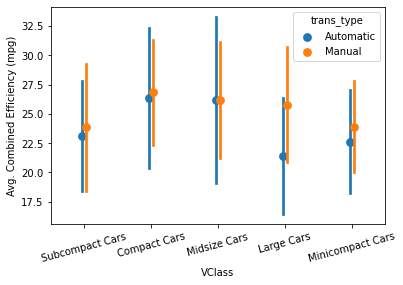 trans_type
Automatic
Manual
Avg. Combined Efficiency (mpg)
32.5
30.0
27.5
25.0
22.5
20.0
17.5
Subcompact Cars
Compact Cars
Midsize Cars
Large Cars
Minicompact Cars
VClass